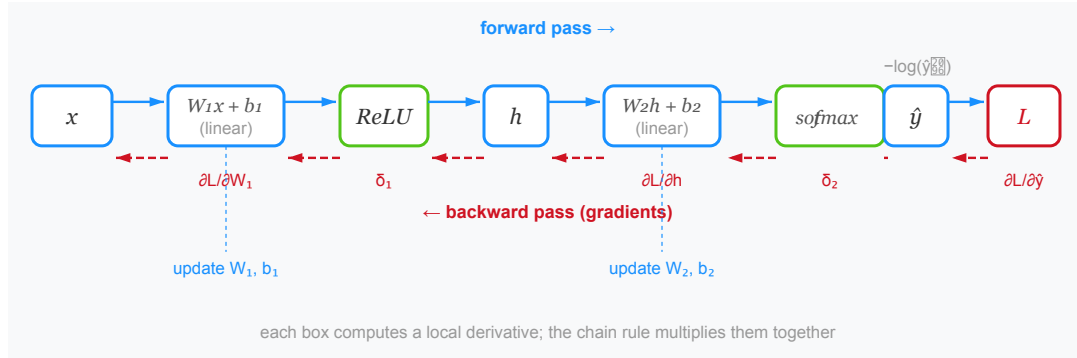 forward pass →
−log(ŷ)
x
W₁x + b₁
(linear)
ReLU
h
W₂h + b₂
(linear)
sofmax
ŷ
L
∂L/∂W₁
δ₁
∂L/∂h
δ₂
∂L/∂ŷ
← backward pass (gradients)
update W₁, b₁
update W₂, b₂
each box computes a local derivative; the chain rule multiplies them together